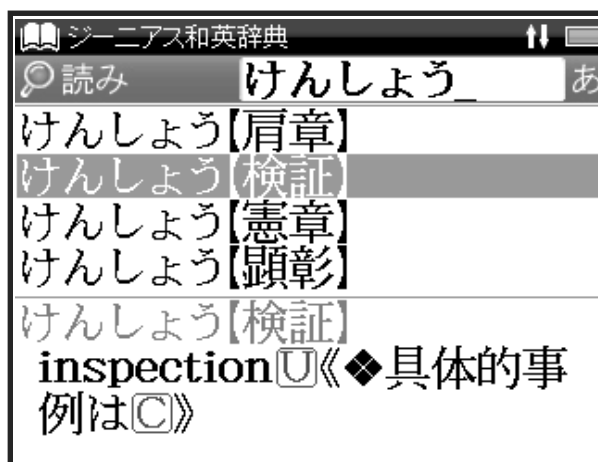 ジーニアス和英辞典
読み けんしょう_ あ
けんしょう【肩章】
けんしょう【検証】
けんしょう【憲章】
けんしょう【顕彰】
けんしょう【検証】
inspectionⓊ《❖具体的事
例はⒸ》